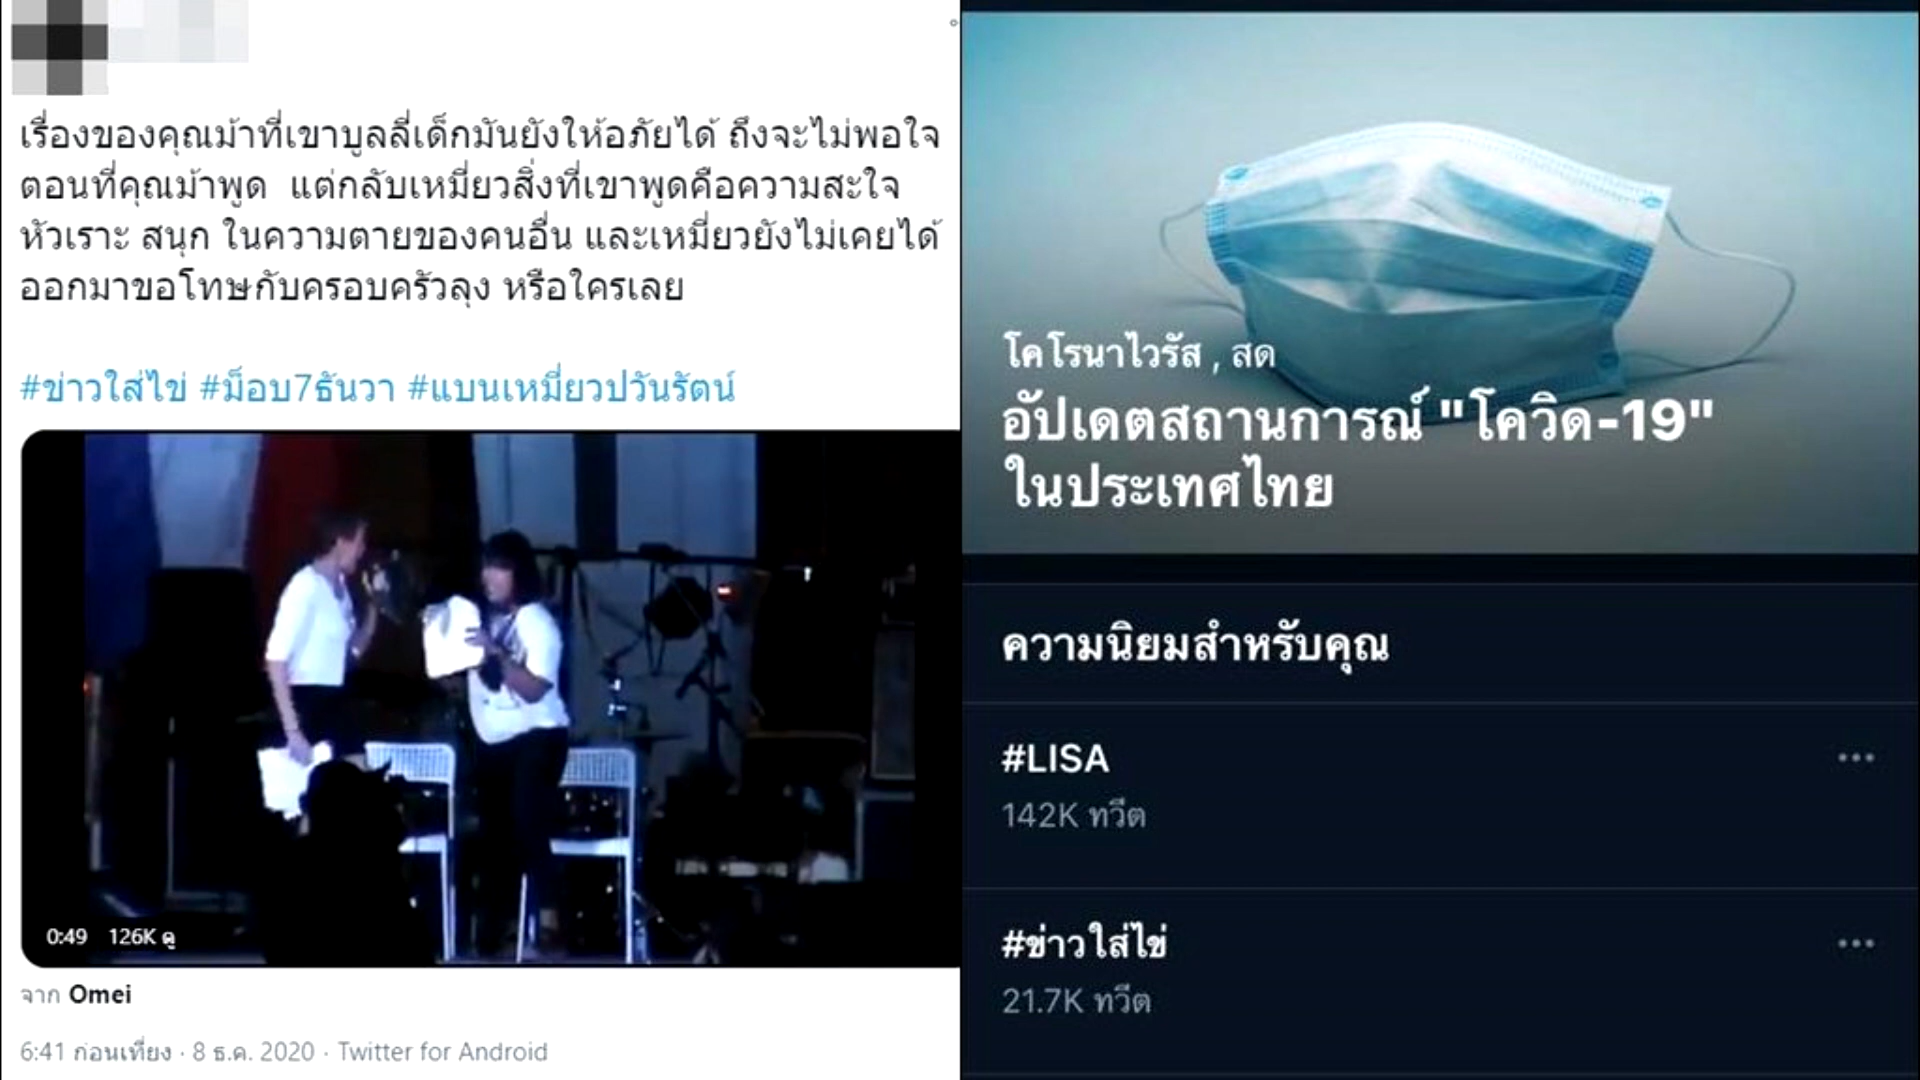 เรื่องของคุณม้าที่เขาบูลลี่เด็กมันยังให้อภัยได้ ถึงจะไม่พอใจ
ตอนที่คุณม้าพูด แต่กลับเหมี่ยวสิ่งที่เขาพูดคือความสะใจ
หัวเราะ สนุก ในความตายของคนอื่น และเหมี่ยวยังไม่เคยได้
ออกมาขอโทษกับครอบครัวลุง หรือใครเลย
#ข่าวใส่ไข่ #ม็อบ7ธันวา #แบนเหมี่ยวปวันรัตน์
0:49 126K ดู
จาก Omei
6:41 ก่อนเที่ยง · 8 ธ.ค. 2020 · Twitter for Android
โคโรนาไวรัส , สด
อัปเดตสถานการณ์ "โควิด-19"
ในประเทศไทย
ความนิยมสำหรับคุณ
#LISA
142K ทวีต
#ข่าวใส่ไข่
21.7K ทวีต